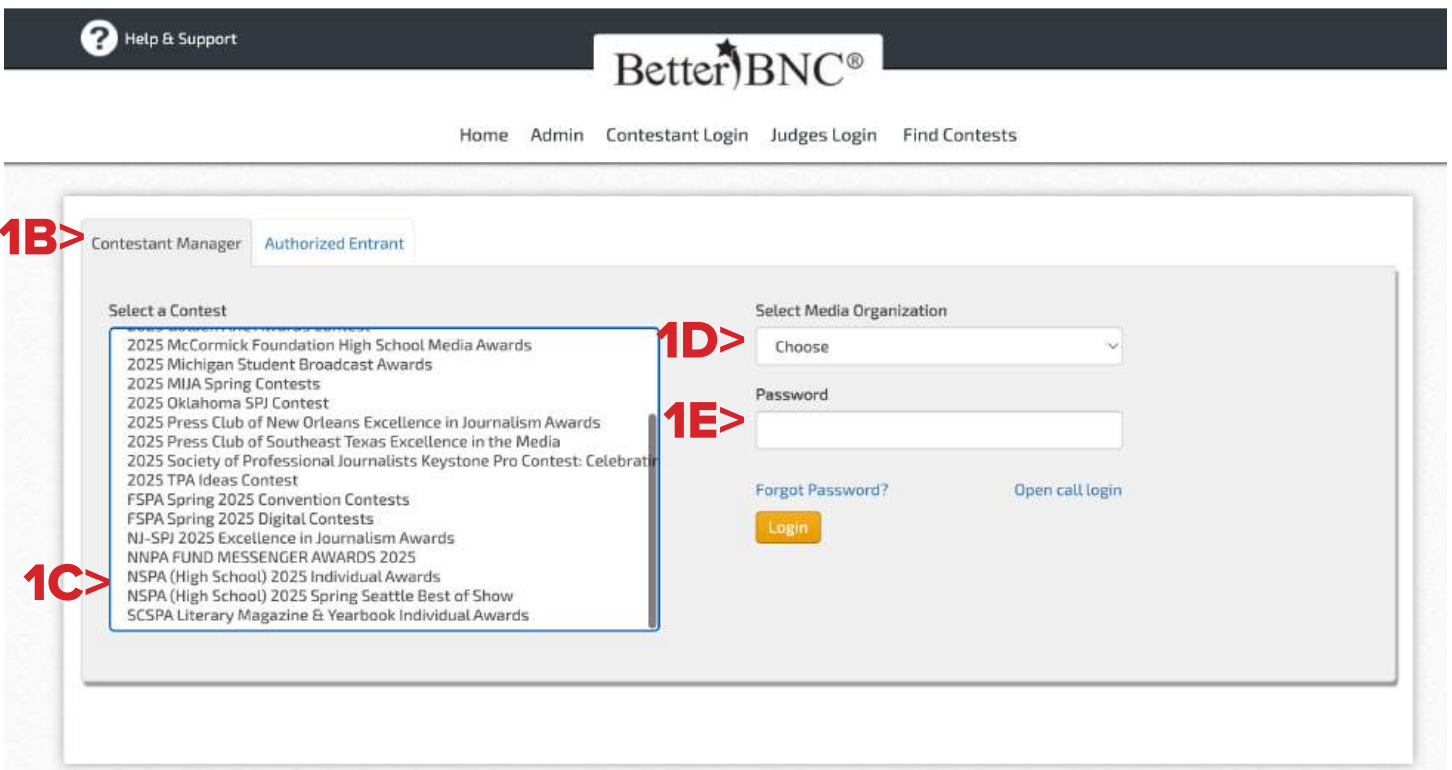 ? Help & Support
Better BNC®
Home Admin Contestant Login Judges Login Find Contests
1B> Contestant Manager Authorized Entrant
Select a Contest
2025 McCormick Foundation High School Media Awards
2025 Michigan Student Broadcast Awards
2025 MIJA Spring Contests
2025 Oklahoma SPJ Contest
2025 Press Club of New Orleans Excellence in Journalism Awards
2025 Press Club of Southeast Texas Excellence in the Media
2025 Society of Professional Journalists Keystone Pro Contest: Celebratin
2025 TPA Ideas Contest
FSPA Spring 2025 Convention Contests
FSPA Spring 2025 Digital Contests
NJ-SPJ 2025 Excellence in Journalism Awards
NNPA FUND MESSENGER AWARDS 2025
1C> NSPA (High School) 2025 Individual Awards
NSPA (High School) 2025 Spring Seattle Best of Show
SCSPA Literary Magazine & Yearbook Individual Awards
Select Media Organization
1D> Choose
Password
1E>
Forgot Password? Open call login
Login